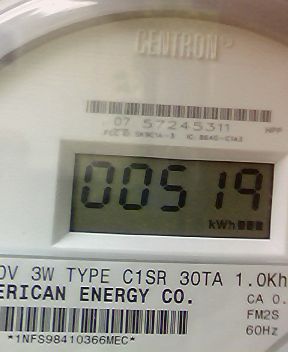 CENTRON
07 57245311
HPP
00519
kWh
0V 3W TYPE C1SR 30TA 1.0Kh
ERICAN ENERGY CO.
CA 0.
FM2S
60Hz
*1NFS98410366MEC*